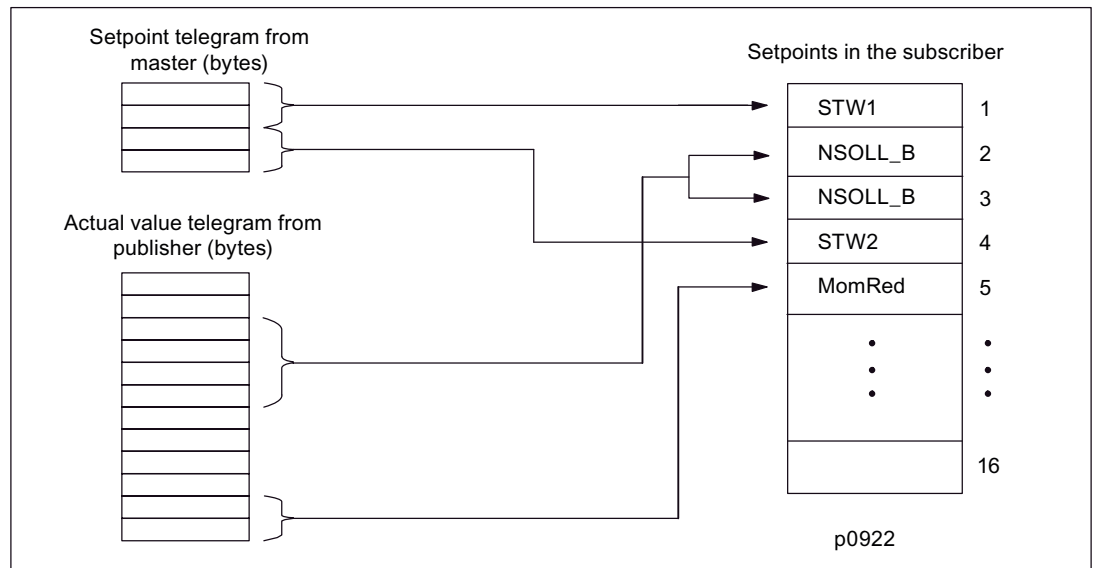 Setpoint telegram from
master (bytes)
Setpoints in the subscriber
STW1 1
NSOLL_B 2
NSOLL_B 3
STW2 4
MomRed 5
16
Actual value telegram from
publisher (bytes)
p0922